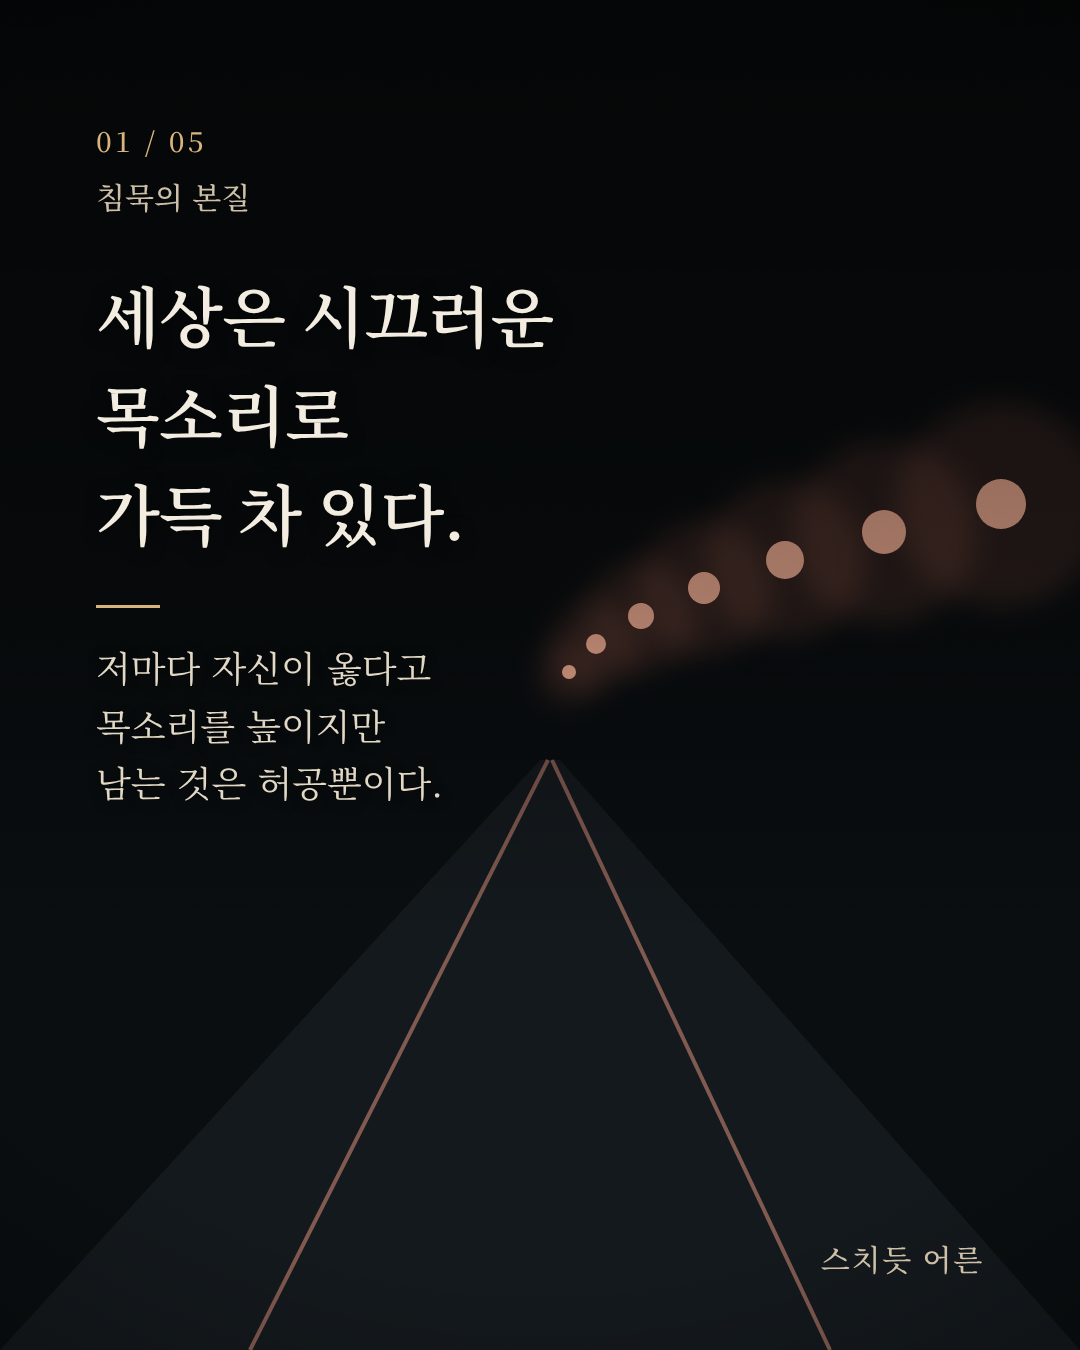 01 / 05
침묵의 본질
세상은 시끄러운
목소리로
가득 차 있다.
저마다 자신이 옳다고
목소리를 높이지만
남는 것은 허공뿐이다.
스치듯 어른